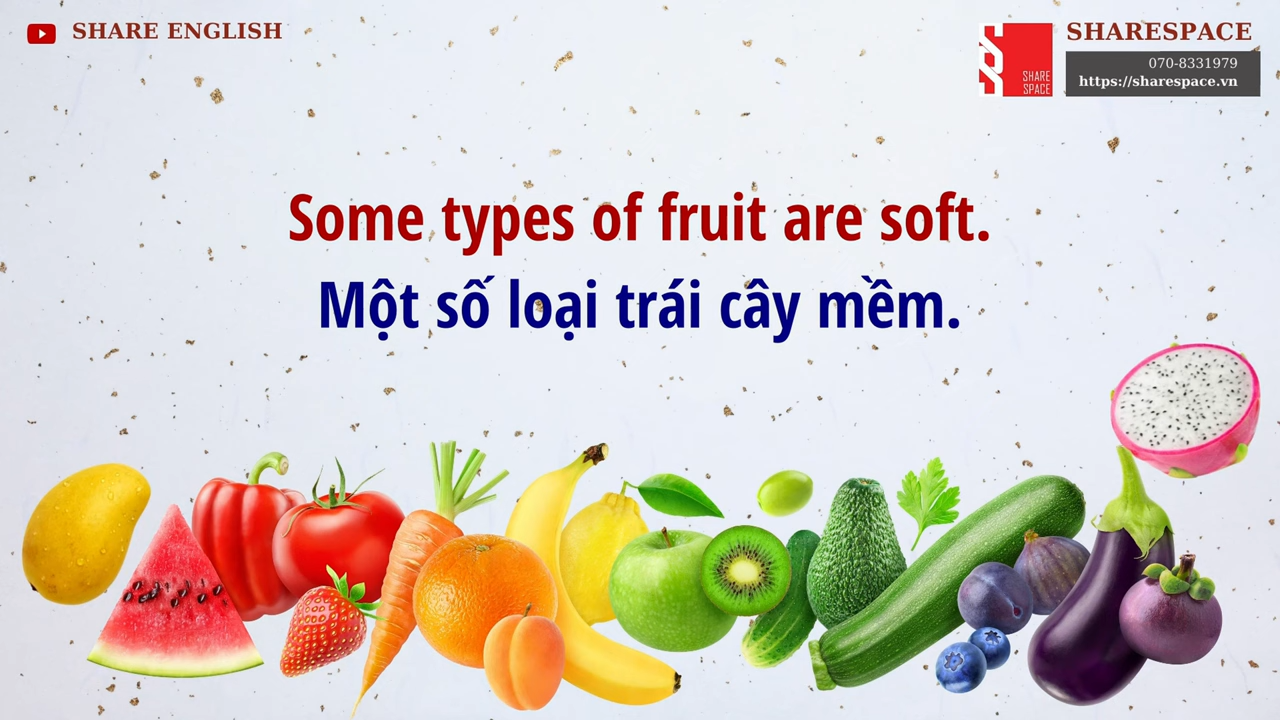 SHARE ENGLISH
SHARESPACE
070-8331979
https://sharespace.vn
SHARE
SPACE
Some types of fruit are soft.
Một số loại trái cây mềm.